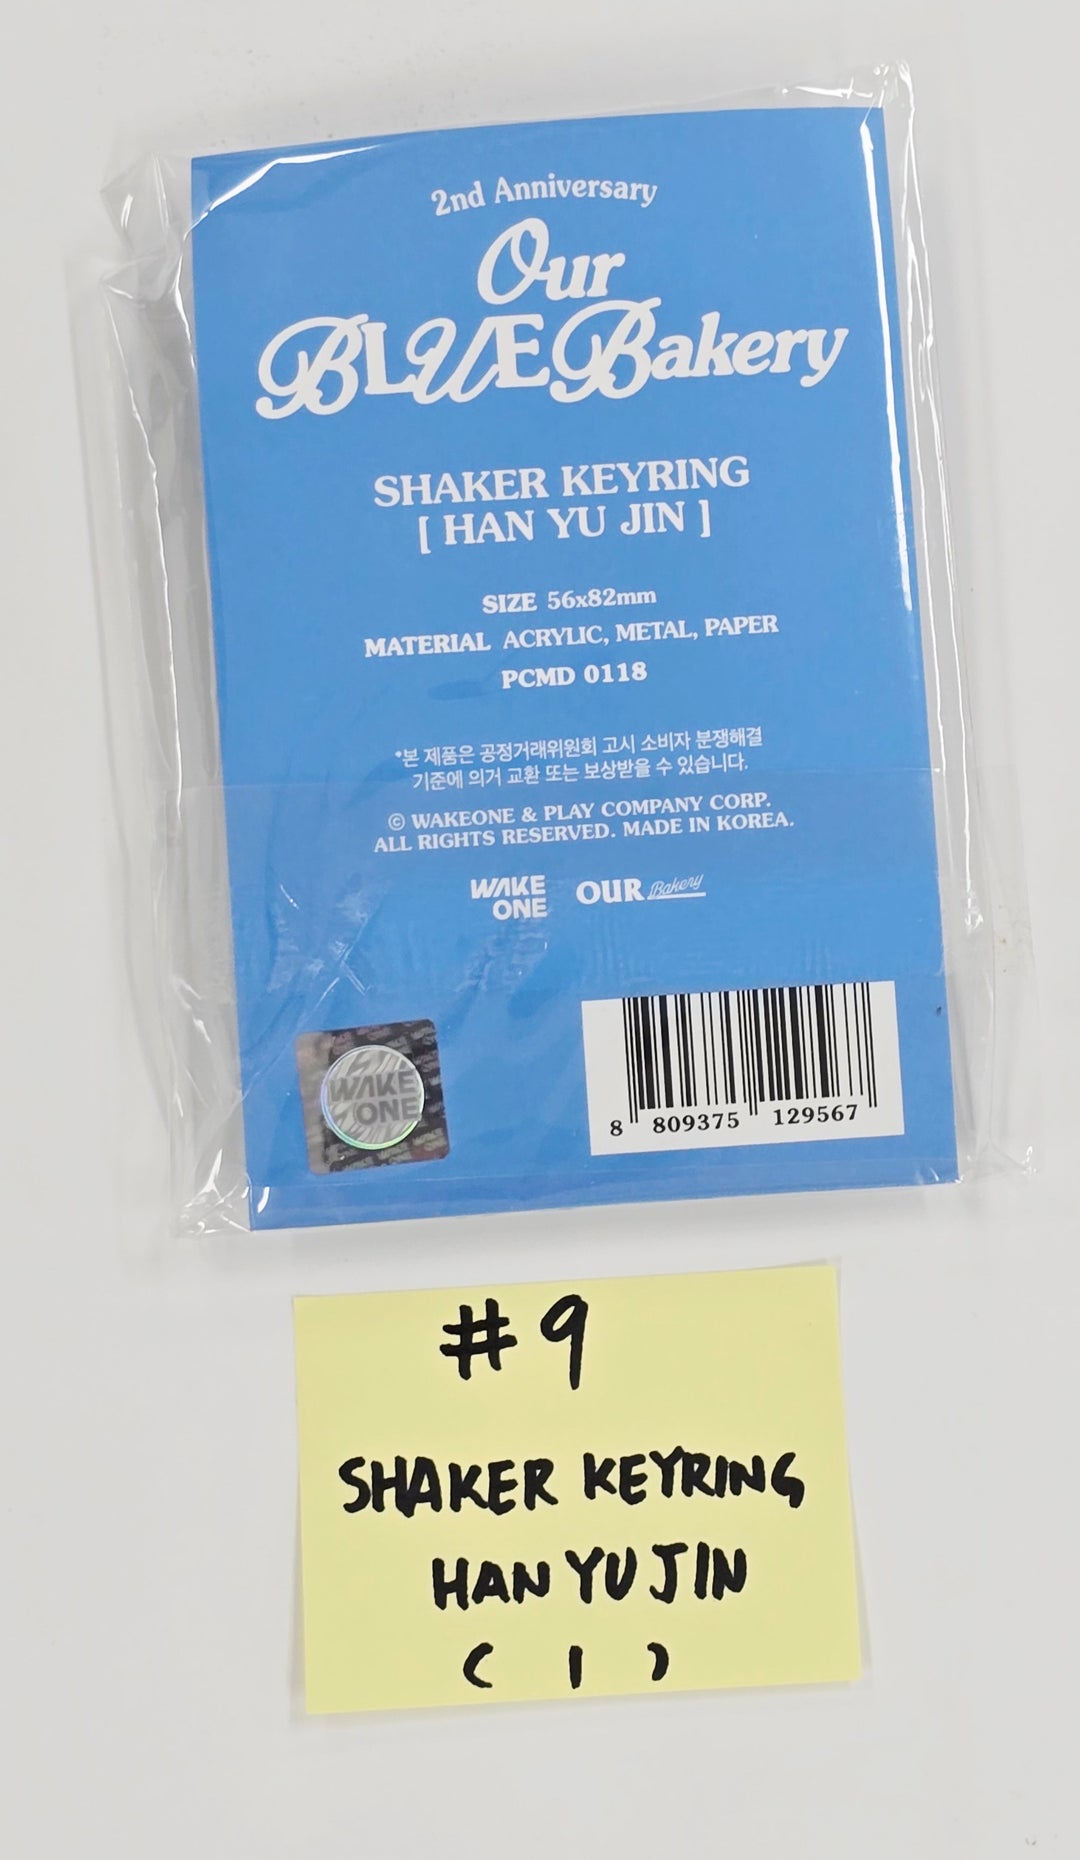 2nd Anniversary
Our
BLUE Bakery
SHAKER KEYRING
[ HAN YU JIN ]
SIZE 56x82mm
MATERIAL ACRYLIC, METAL, PAPER
PCMD 0118
*본 제품은 공정거래위원회 고시 소비자 분쟁해결
기준에 의거 교환 또는 보상받을 수 있습니다.
© WAKEONE & PLAY COMPANY CORP.
ALL RIGHTS RESERVED. MADE IN KOREA.
WAKE
ONE
OUR Bakery
WAKE
ONE
8 809375 129567
#9
SHAKER KEYRING
HAN YU JIN
( 1 )